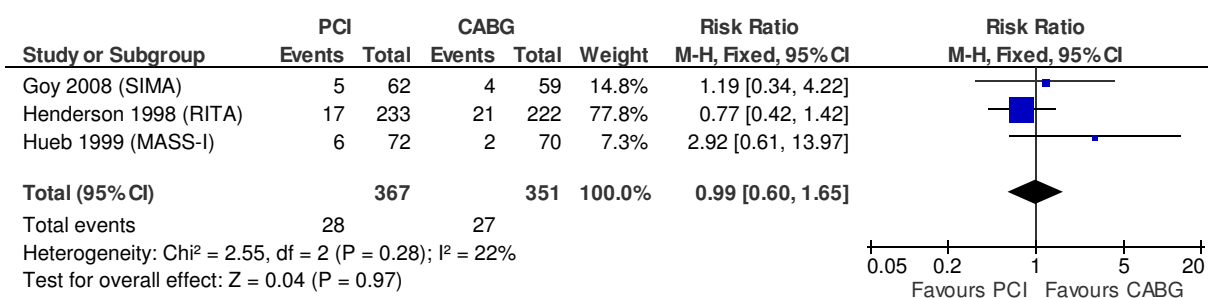 PCI CABG Risk Ratio Risk Ratio
Study or Subgroup Events Total Events Total Weight M-H, Fixed, 95% CI M-H, Fixed, 95% CI
Goy 2008 (SIMA) 5 62 4 59 14.8% 1.19 [0.34, 4.22]
Henderson 1998 (RITA) 17 233 21 222 77.8% 0.77 [0.42, 1.42]
Hueb 1999 (MASS-I) 6 72 2 70 7.3% 2.92 [0.61, 13.97]
Total (95% CI) 367 351 100.0% 0.99 [0.60, 1.65]
Total events 28 27
Heterogeneity: Chi² = 2.55, df = 2 (P = 0.28); I² = 22%
Test for overall effect: Z = 0.04 (P = 0.97)
0.05 0.2 1 5 20
Favours PCI Favours CABG